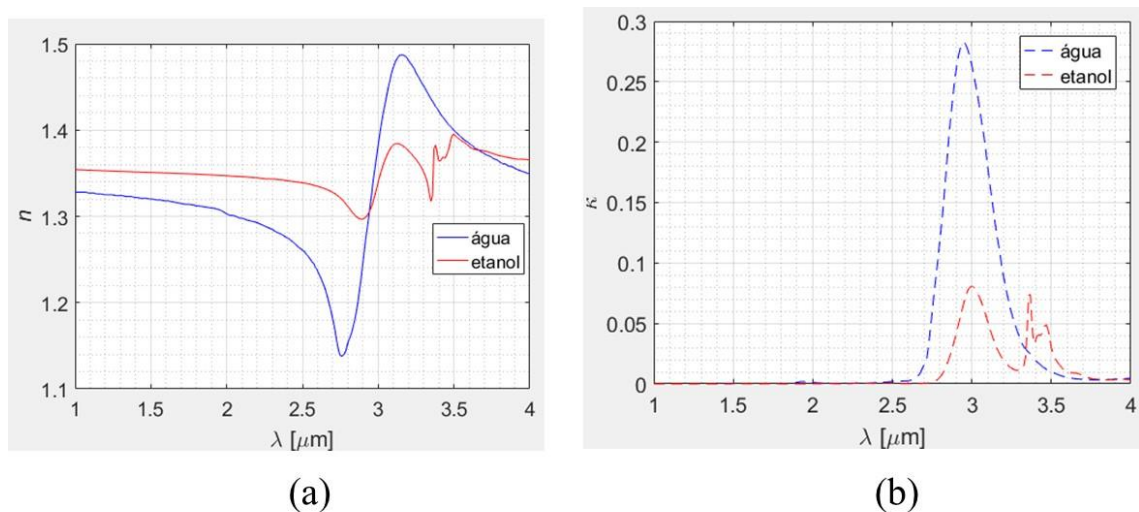 1.5
1.4
1.3
1.2
1.1
n
1 1.5 2 2.5 3 3.5 4
λ [μm]
água
etanol
(a)
0.3
0.25
0.2
0.15
0.1
0.05
0
κ
1 1.5 2 2.5 3 3.5 4
λ [μm]
água
etanol
(b)